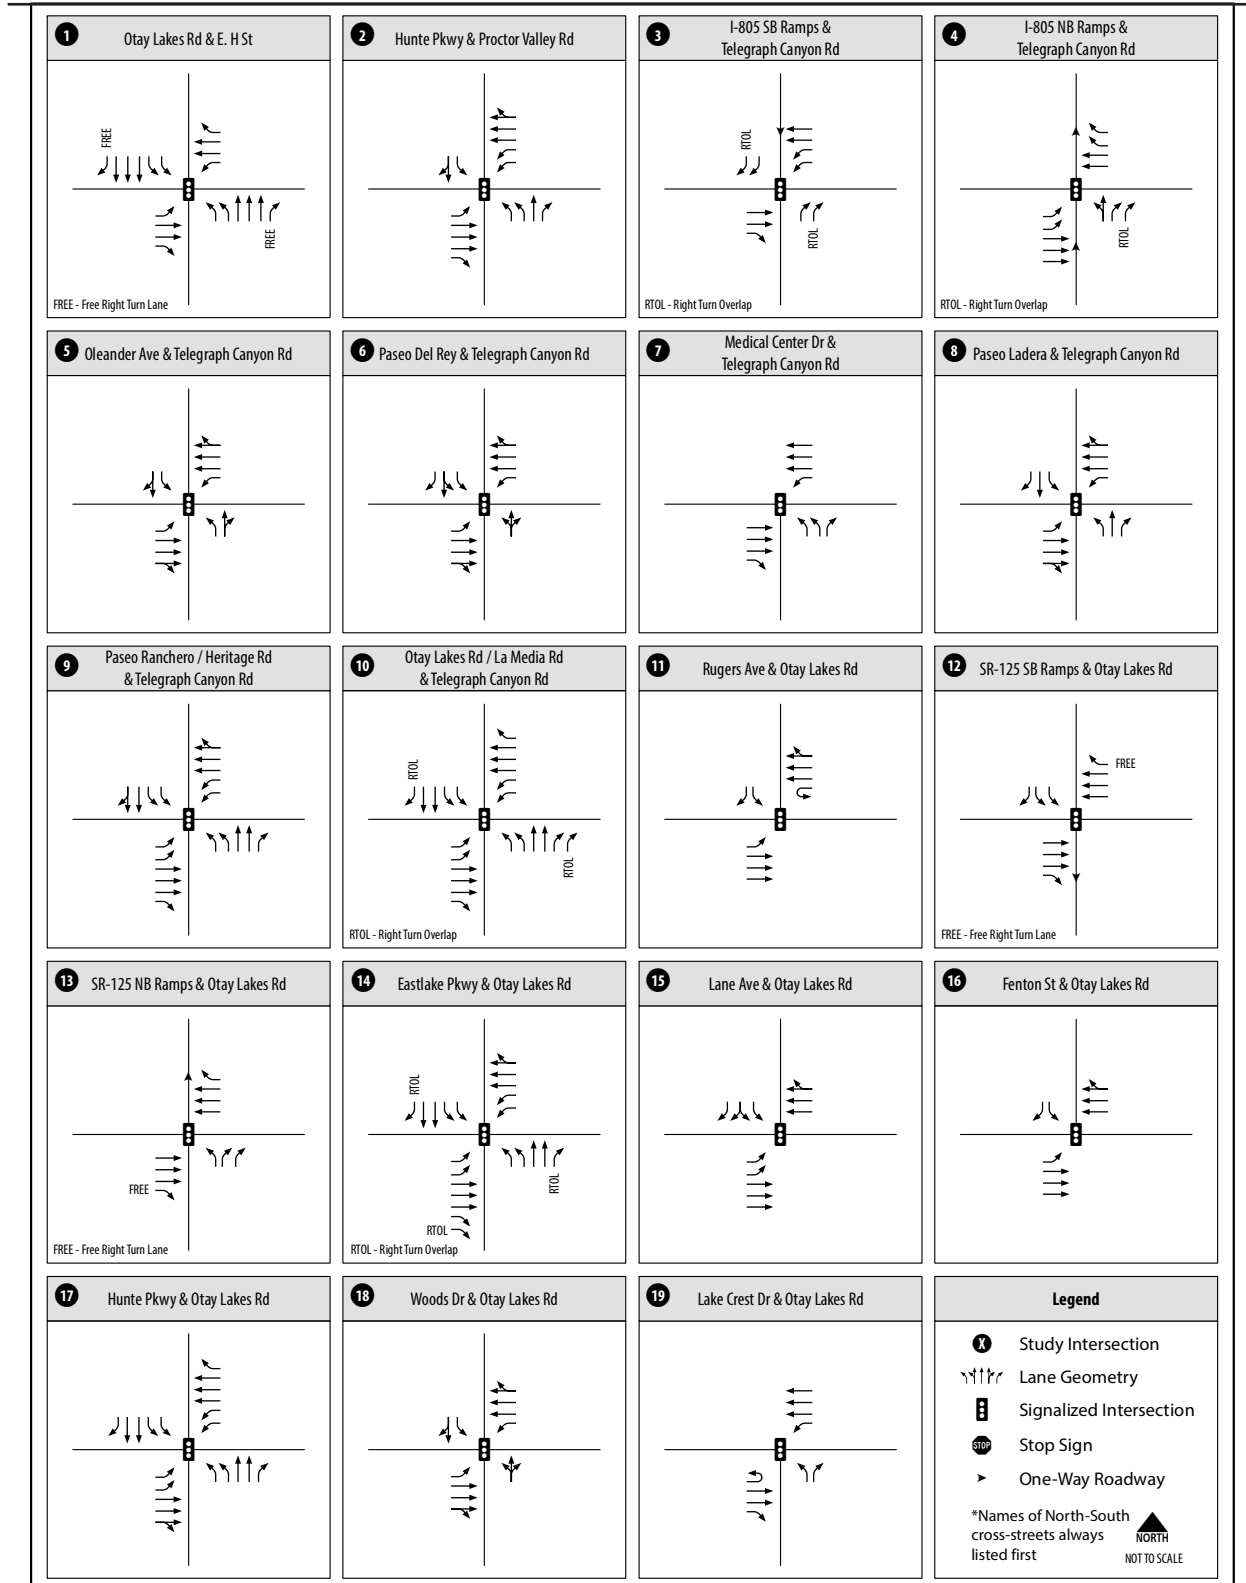 1 Otay Lakes Rd & E. H St
FREE
FREE
FREE - Free Right Turn Lane
2 Hunte Pkwy & Proctor Valley Rd
3 I-805 SB Ramps &
Telegraph Canyon Rd
RTOL
RTOL
RTOL - Right Turn Overlap
4 I-805 NB Ramps &
Telegraph Canyon Rd
RTOL
RTOL - Right Turn Overlap
5 Oleander Ave & Telegraph Canyon Rd
6 Paseo Del Rey & Telegraph Canyon Rd
7 Medical Center Dr &
Telegraph Canyon Rd
8 Paseo Ladera & Telegraph Canyon Rd
9 Paseo Ranchero / Heritage Rd
& Telegraph Canyon Rd
10 Otay Lakes Rd / La Media Rd
& Telegraph Canyon Rd
RTOL
RTOL
RTOL - Right Turn Overlap
11 Rugers Ave & Otay Lakes Rd
12 SR-125 SB Ramps & Otay Lakes Rd
FREE
FREE - Free Right Turn Lane
13 SR-125 NB Ramps & Otay Lakes Rd
FREE
FREE - Free Right Turn Lane
14 Eastlake Pkwy & Otay Lakes Rd
RTOL
RTOL
RTOL
RTOL - Right Turn Overlap
15 Lane Ave & Otay Lakes Rd
16 Fenton St & Otay Lakes Rd
17 Hunte Pkwy & Otay Lakes Rd
18 Woods Dr & Otay Lakes Rd
19 Lake Crest Dr & Otay Lakes Rd
Legend
X Study Intersection
Lane Geometry
Signalized Intersection
STOP Stop Sign
One-Way Roadway
*Names of North-South
cross-streets always
listed first
NORTH
NOT TO SCALE